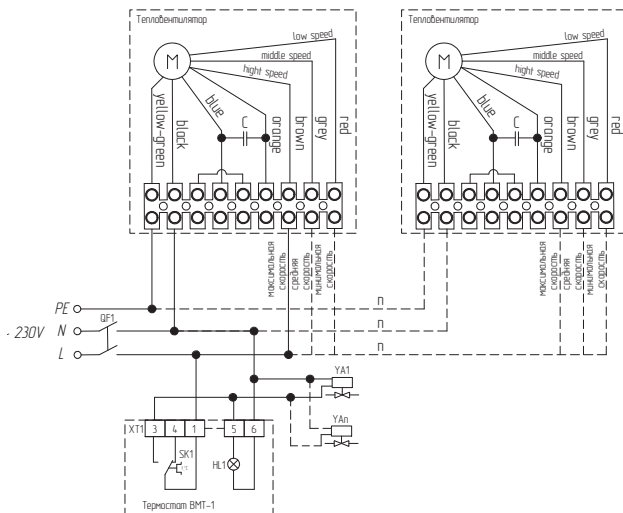 Тепловентилятор
low speed
middle speed
hight speed
M
yellow-green
black
blue
C
orange
brown
grey
red
Тепловентилятор
low speed
middle speed
hight speed
M
yellow-green
black
blue
C
orange
brown
grey
red
максимальная
скорость
средняя
скорость
минимальная
скорость
максимальная
скорость
средняя
скорость
минимальная
скорость
PE
n
~ 230V
N
QF1
n
L
n
YA1
YAn
XT1
3
4
1
5
6
SK1
HL1
Термостат ВМТ-1